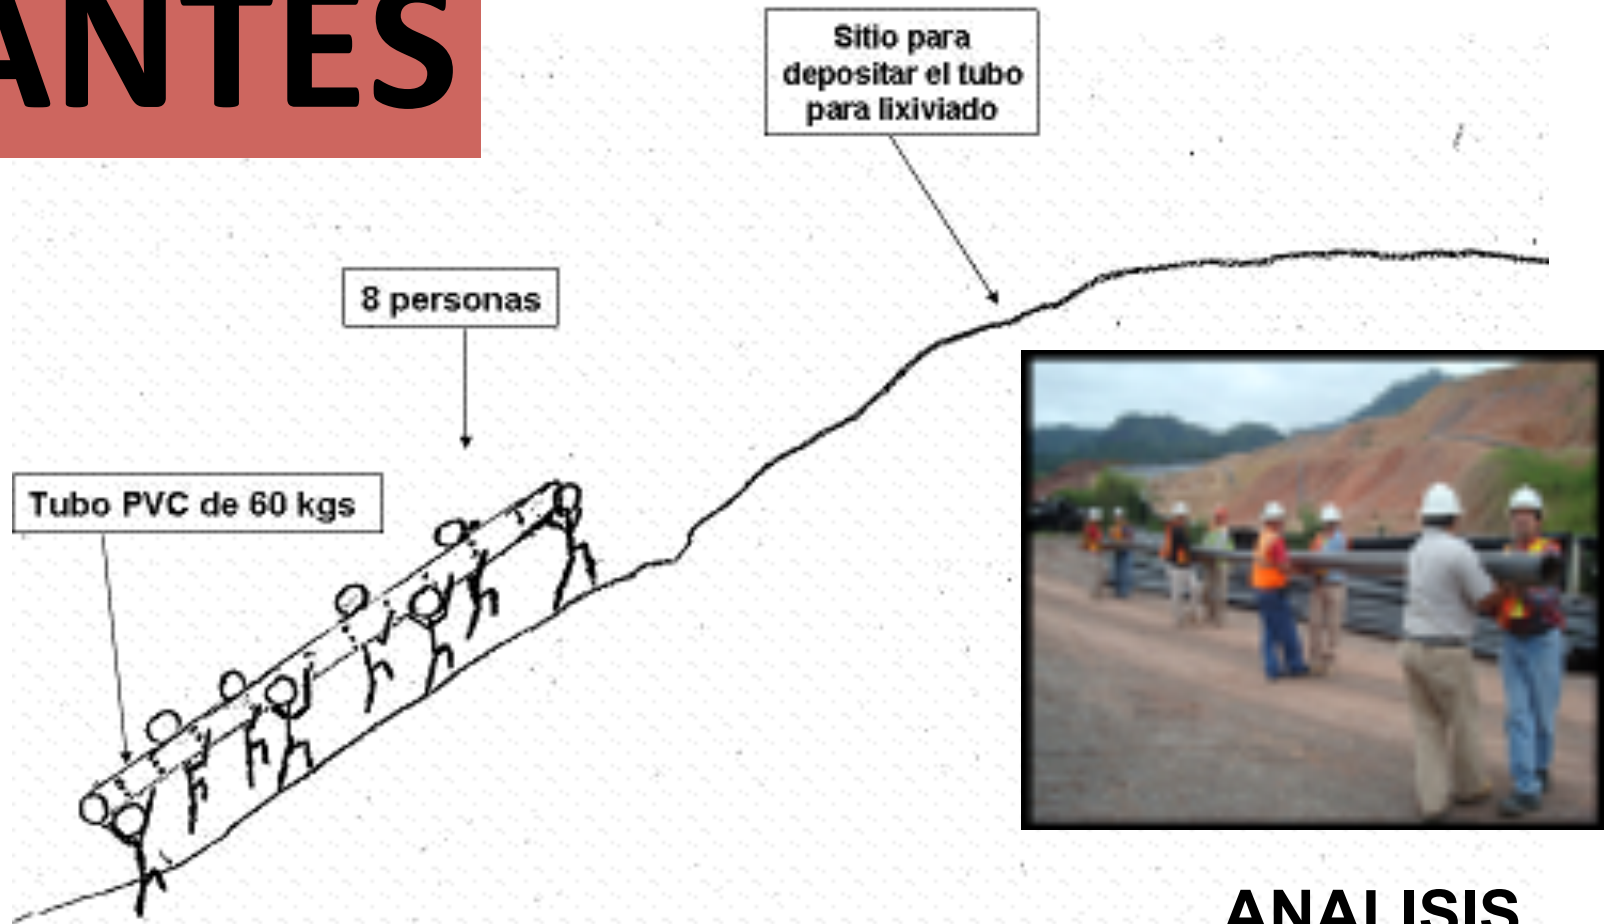 ANTES
Sitio para
depositar el tubo
para lixiviado
8 personas
Tubo PVC de 60 kgs
ANALISIS